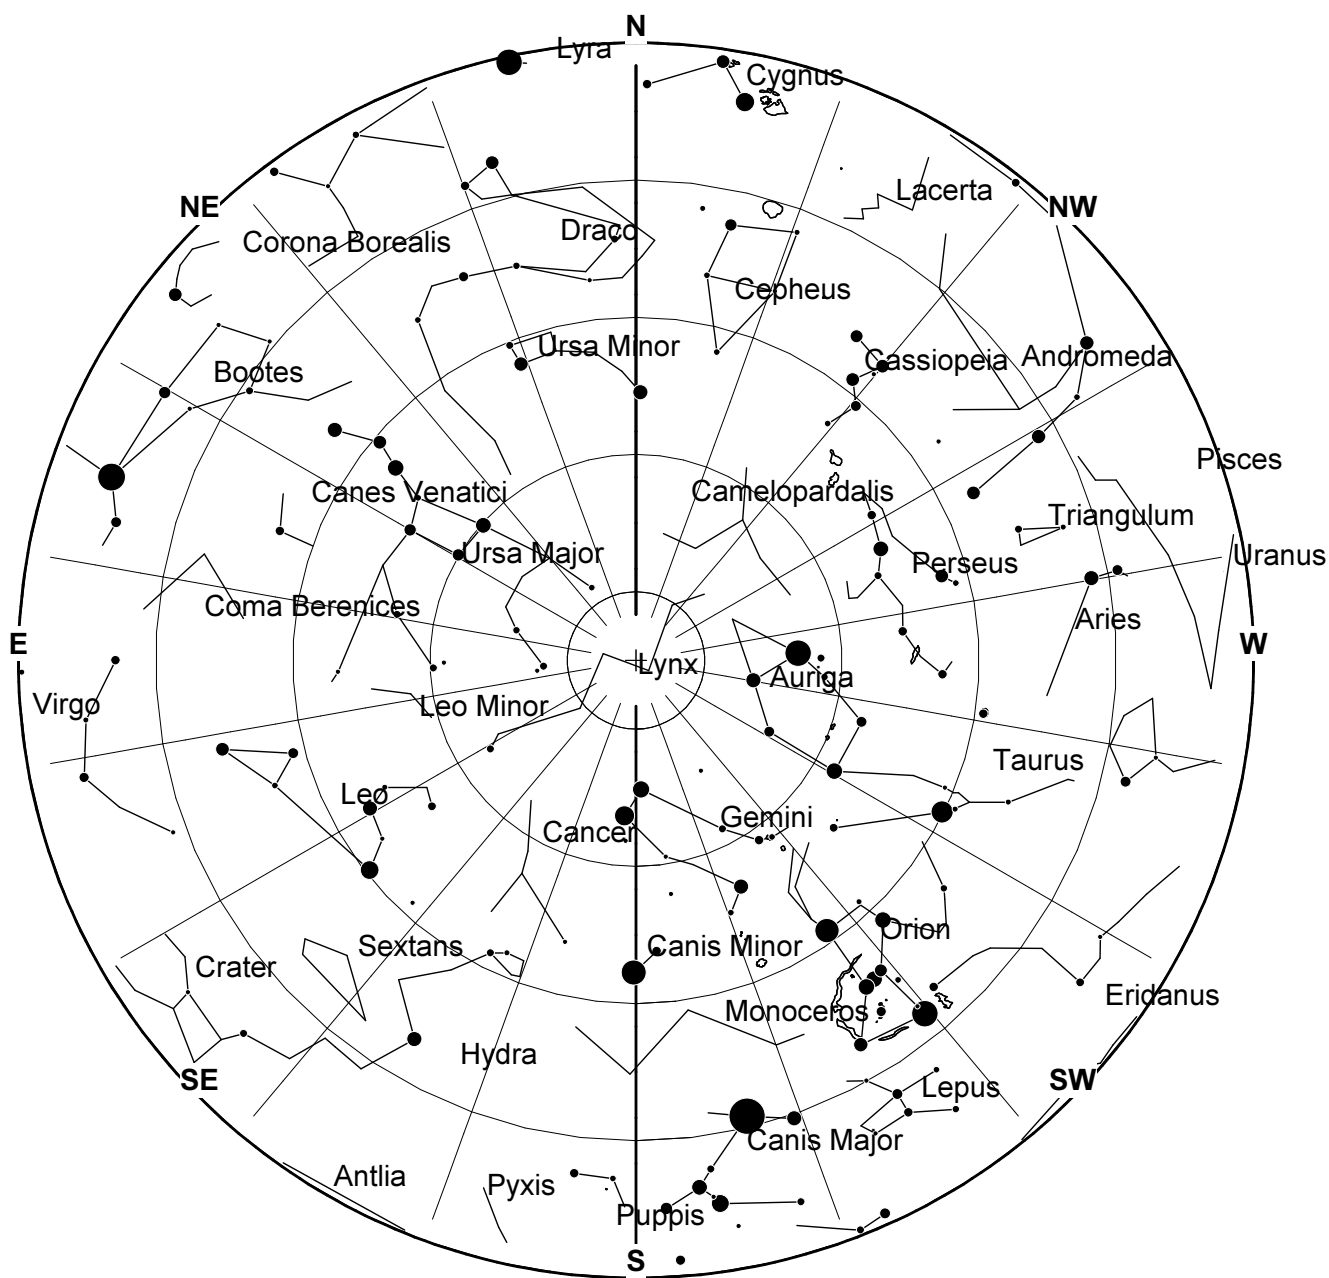 N
Lyra
Cygnus
Lacerta
NE
NW
Draco
Corona Borealis
Cepheus
Ursa Minor
Cassiopeia
Andromeda
Bootes
Pisces
Canes Venatici
Camelopardalis
Triangulum
Ursa Major
Perseus
Uranus
Coma Berenices
Aries
E
W
Lynx
Auriga
Virgo
Leo Minor
Taurus
Leo
Gemini
Cancer
Orion
Sextans
Canis Minor
Crater
Eridanus
Monoceros
Hydra
SE
SW
Lepus
Canis Major
Antlia
Pyxis
Puppis
S